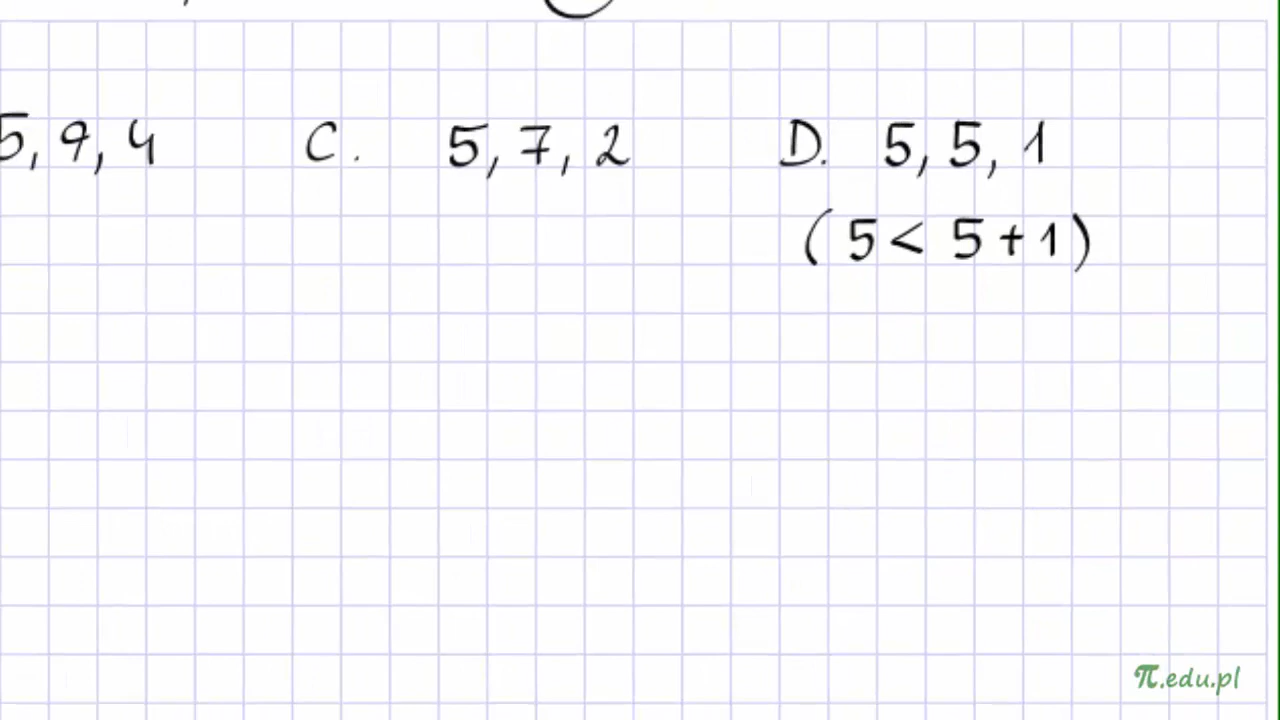 5, 9, 4 C. 5, 7, 2 D. 5, 5, 1
(5 < 5 + 1)
π.edu.pl